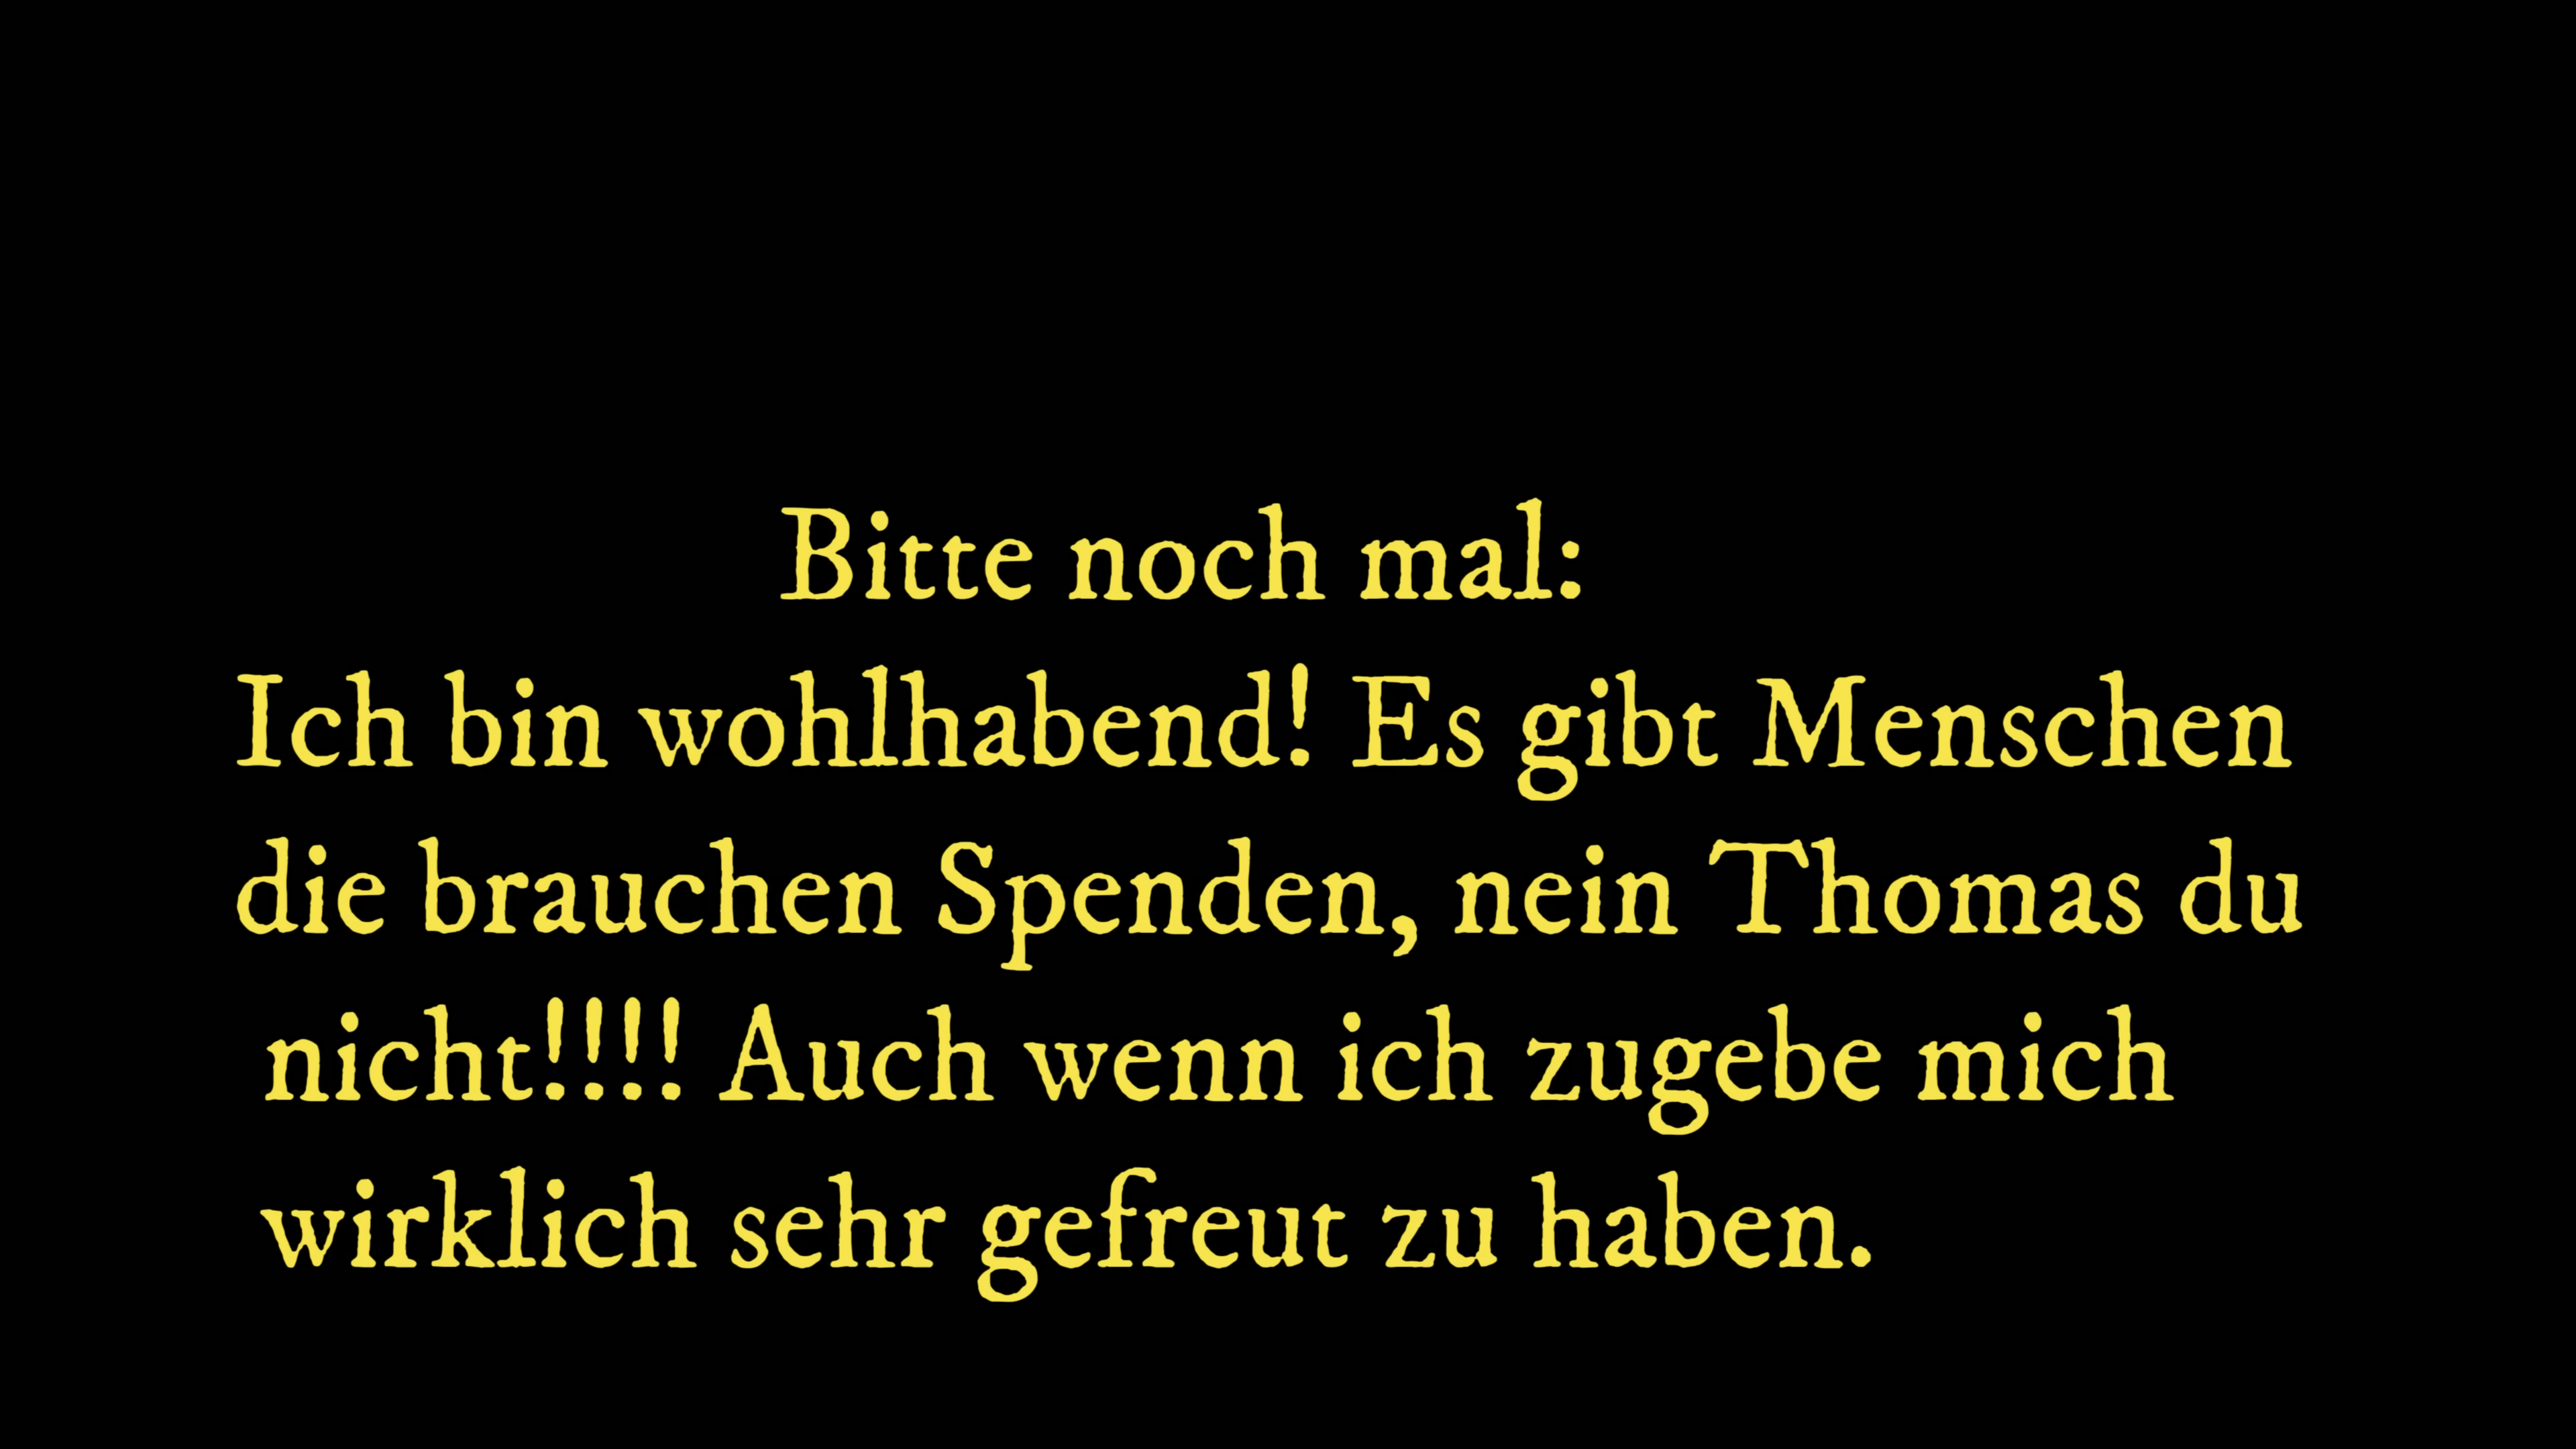 Bitte noch mal:
Ich bin wohlhabend! Es gibt Menschen
die brauchen Spenden, nein Thomas du
nicht!!!! Auch wenn ich zugebe mich
wirklich sehr gefreut zu haben.